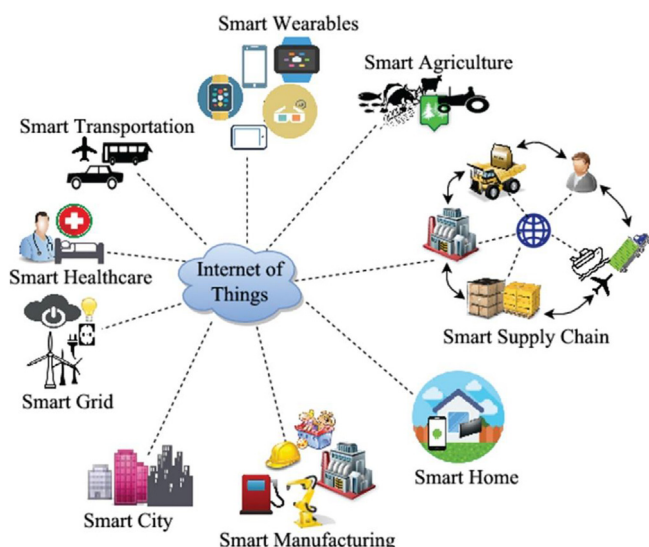 Smart Wearables
Smart Agriculture
Smart Transportation
Smart Healthcare
Internet of
Things
Smart Supply Chain
Smart Grid
Smart Home
Smart City
Smart Manufacturing